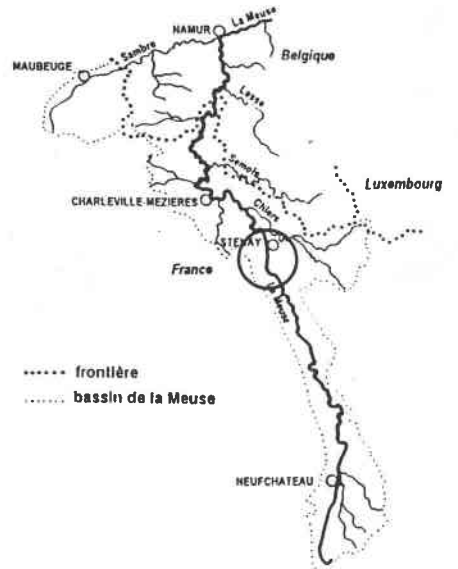 NAMUR
La Meuse
Belgique
Sambre
MAUBEUGE
Lesse
Semois
Luxembourg
CHARLEVILLE-MEZIERES
Chiers
STENAY
France
La Meuse
frontière
bassin de la Meuse
NEUFCHATEAU